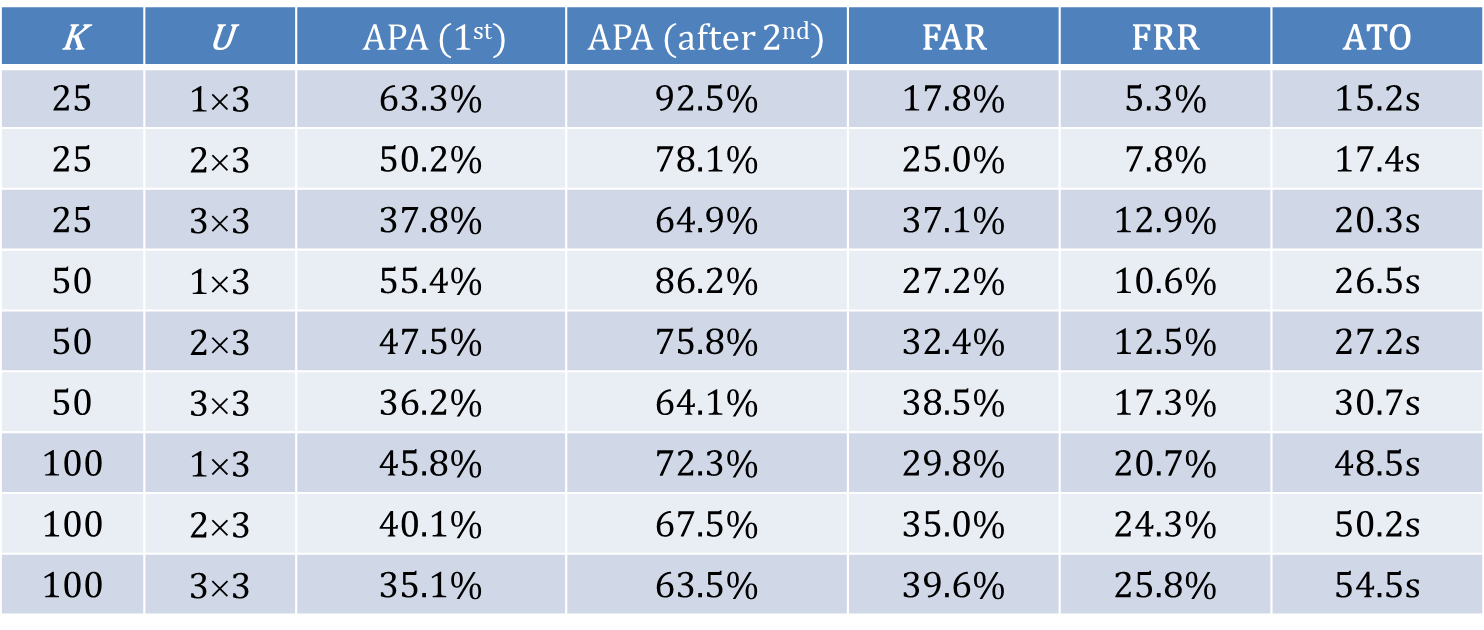 K U APA (1st) APA (after 2nd) FAR FRR ATO
25 1×3 63.3% 92.5% 17.8% 5.3% 15.2s
25 2×3 50.2% 78.1% 25.0% 7.8% 17.4s
25 3×3 37.8% 64.9% 37.1% 12.9% 20.3s
50 1×3 55.4% 86.2% 27.2% 10.6% 26.5s
50 2×3 47.5% 75.8% 32.4% 12.5% 27.2s
50 3×3 36.2% 64.1% 38.5% 17.3% 30.7s
100 1×3 45.8% 72.3% 29.8% 20.7% 48.5s
100 2×3 40.1% 67.5% 35.0% 24.3% 50.2s
100 3×3 35.1% 63.5% 39.6% 25.8% 54.5s